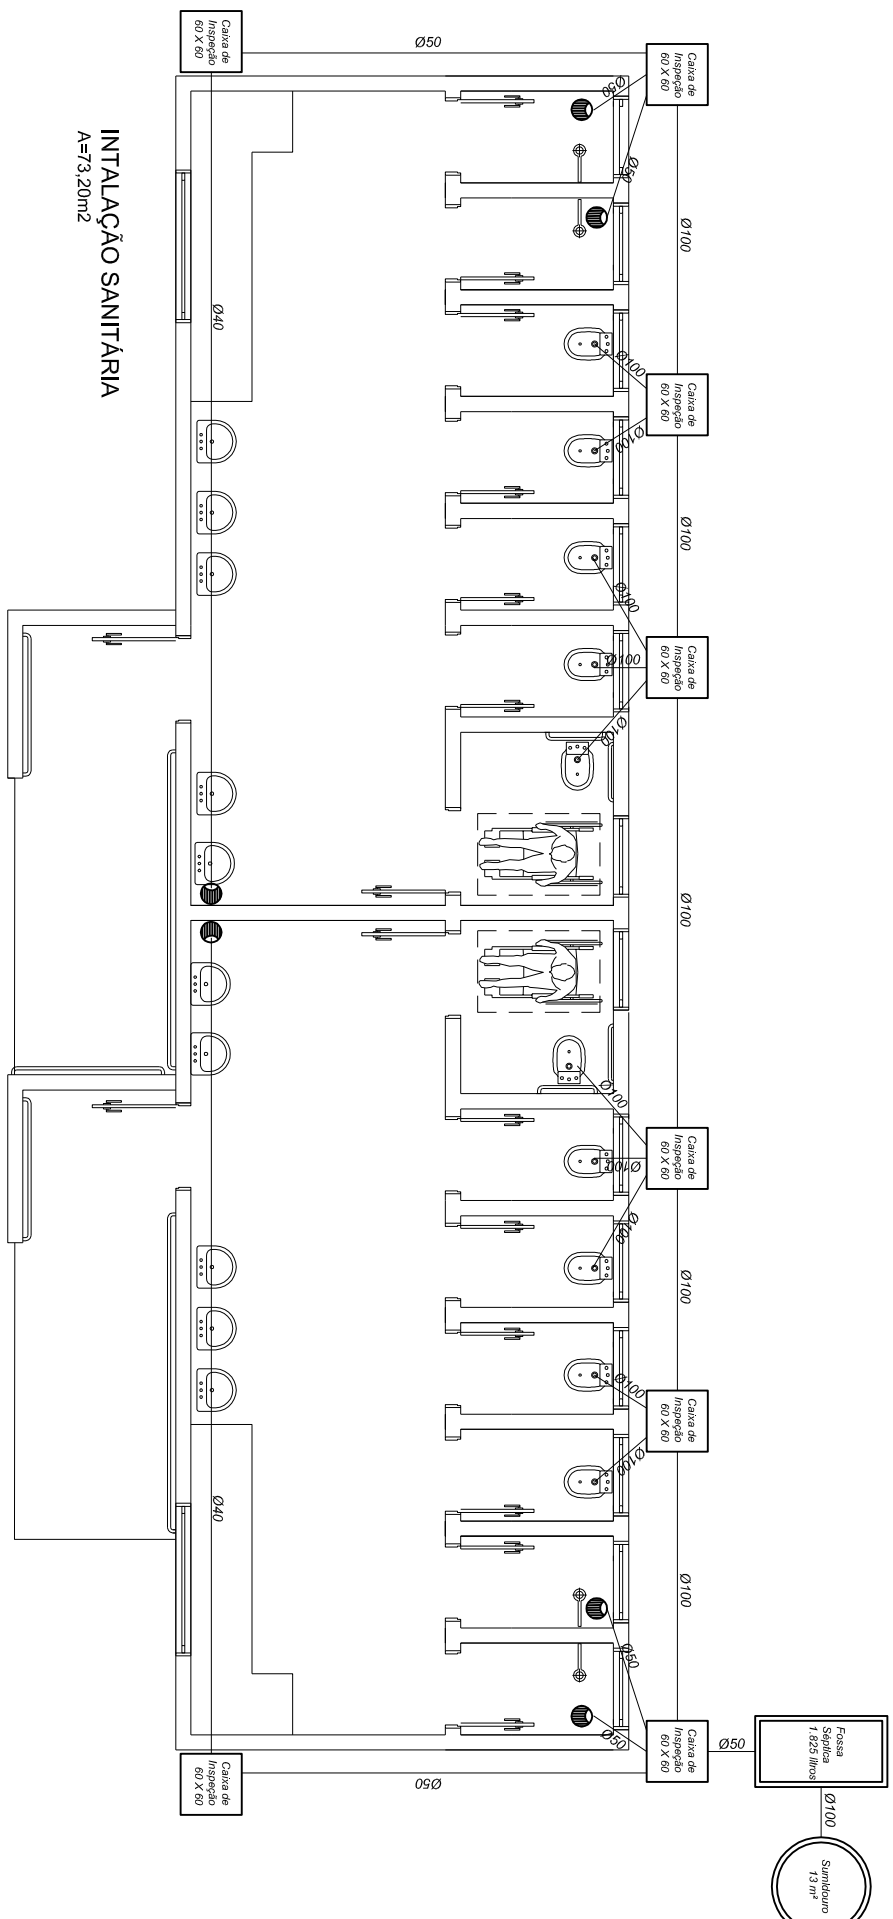 Caixa de
Inspeção
60 X 60
Ø50
Caixa de
Inspeção
60 X 60
Ø50
Ø50
Ø100
INTALAÇÃO SANITÁRIA
A=73,20m2
Ø40
Ø100
Caixa de
Inspeção
60 X 60
Ø100
Ø100
Ø100
Caixa de
Inspeção
60 X 60
Ø100
Ø100
Ø100
Ø100
Caixa de
Inspeção
60 X 60
Ø100
Ø100
Ø100
Ø100
Caixa de
Inspeção
60 X 60
Ø100
Ø100
Ø40
Ø100
Ø50
Ø50
Caixa de
Inspeção
60 X 60
Ø50
Caixa de
Inspeção
60 X 60
Ø50
Fossa
Séptica
1.825 litros
Ø100
Sumidouro
13 m²